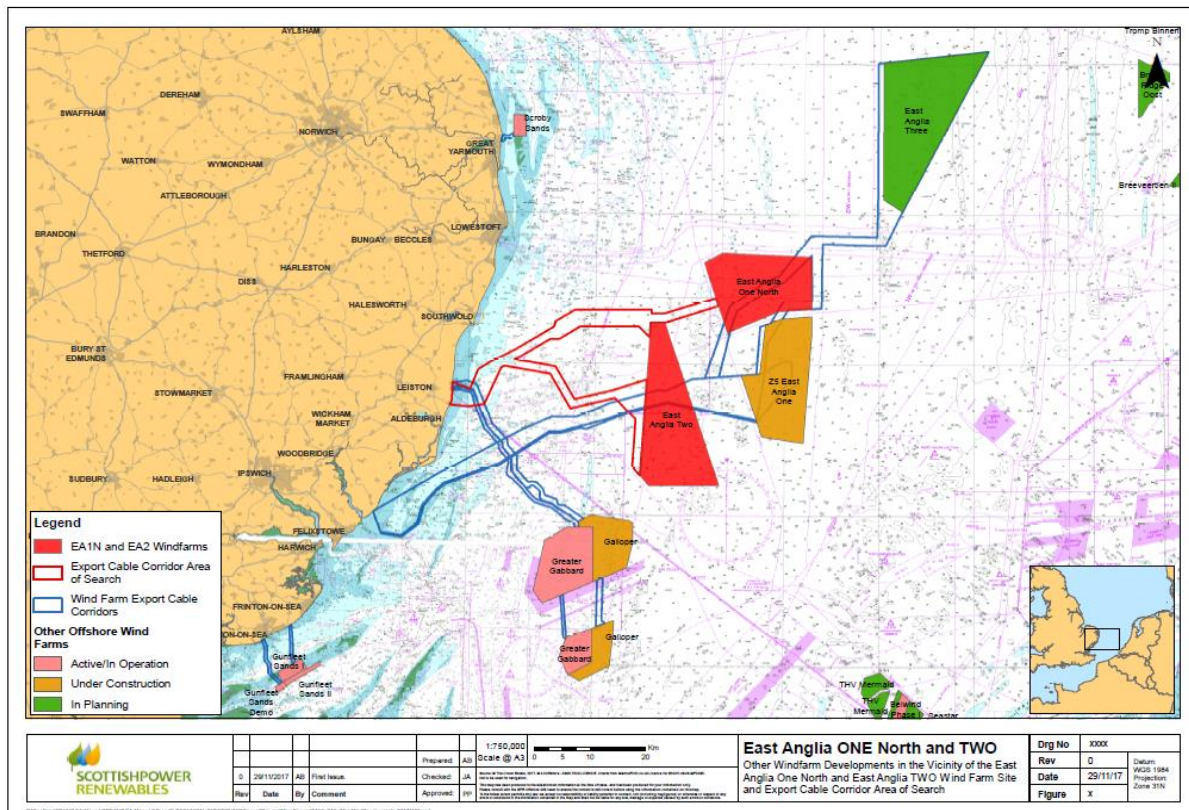 AYLSHAM
Tromp Binnen
N
DEREHAM
SWAFFHAM
NORWICH
Scroby
Sands
GREAT
YARMOUTH
East
Anglia
Three
WATTON
WYMONDHAM
ATTLEBOROUGH
Breeveertien II
LOWESTOFT
BRANDON
BUNGAY
BECCLES
THETFORD
HARLESTON
DISS
East Anglia
One North
HALESWORTH
SOUTHWOLD
BURY ST
EDMUNDS
FRAMLINGHAM
LEISTON
STOWMARKET
Z5 East
Anglia
One
WICKHAM
MARKET
ALDEBURGH
East
Anglia Two
WOODBRIDGE
IPSWICH
SUDBURY
HADLEIGH
FELIXSTOWE
HARWICH
Galloper
Greater
Gabbard
FRINTON-ON-SEA
ON-ON-SEA
Galloper
Greater
Gabbard
Gunfleet
Sands I
Gunfleet
Sands II
Gunfleet
Sands
Demo
THV Mermaid
THV
Mermaid
Belwind
Phase I
Seastar
Legend
EA1N and EA2 Windfarms
Export Cable Corridor Area
of Search
Wind Farm Export Cable
Corridors
Other Offshore Wind
Farms
Active/In Operation
Under Construction
In Planning
SCOTTISHPOWER
RENEWABLES
0 29/11/2017 AB First Issue.
Rev Date By Comment
Prepared: AB
Checked: JA
Approved: PP
1:750,000
Scale @ A3
0 5 10 20
Km
East Anglia ONE North and TWO
Other Windfarm Developments in the Vicinity of the East
Anglia One North and East Anglia TWO Wind Farm Site
and Export Cable Corridor Area of Search
Drg No XXXX
Rev 0
Date 29/11/17
Figure X
Datum:
WGS 1984
Projection:
Zone 31N